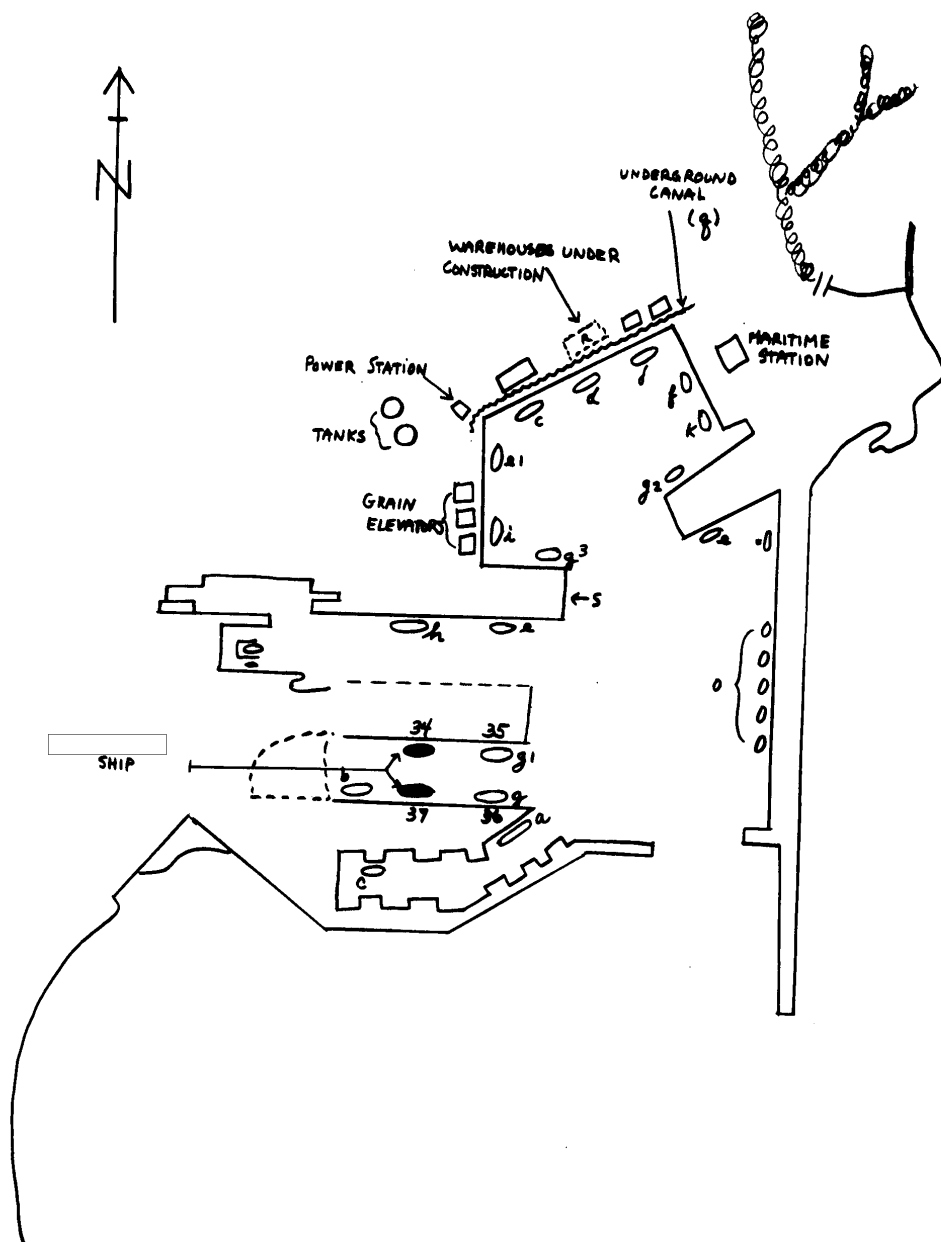 N
UNDERGROUND
CANAL
(q)
WAREHOUSES UNDER
CONSTRUCTION
R
MARITIME
STATION
POWER STATION
TANKS
j
d
c
f
k
e1
g2
GRAIN
ELEVATORS
i
g3
e
S
h
e
o
34
35
g1
SHIP
b
g
37
36
a
c